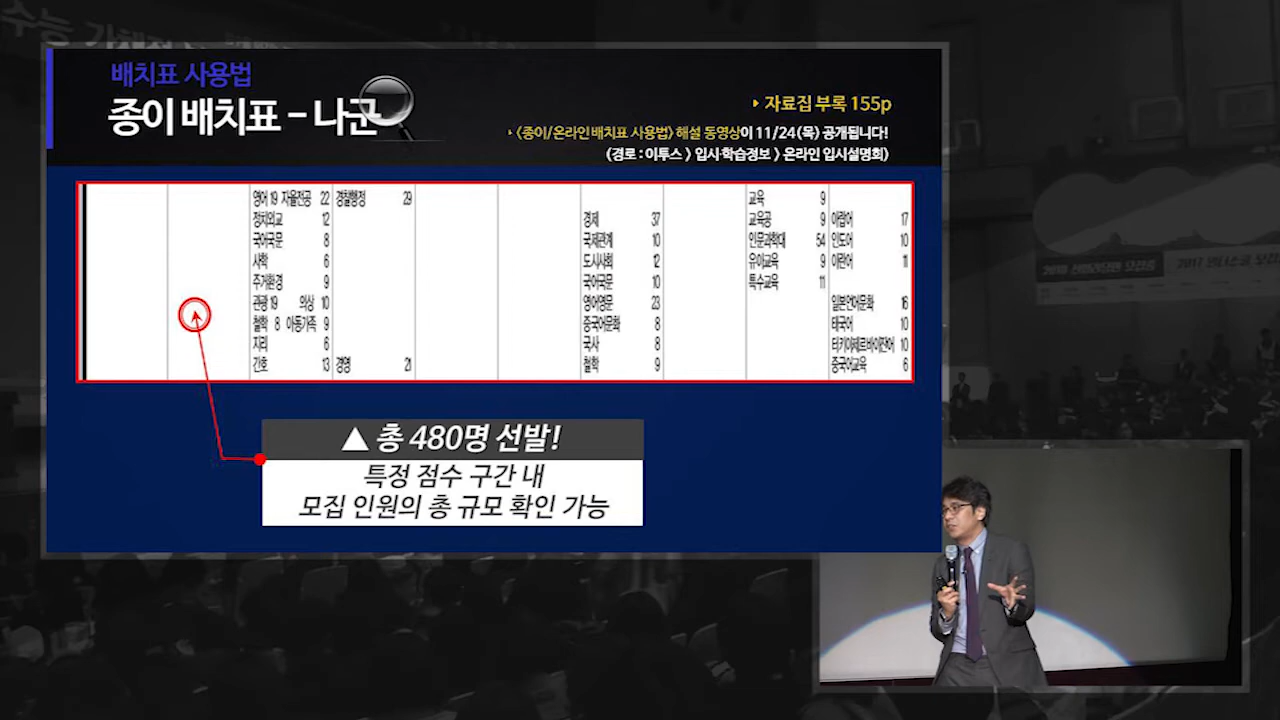 배치표 사용법
종이 배치표 - 나군
▸ 자료집 부록 155p
▸ 〈종이/온라인 배치표 사용법〉 해설 동영상이 11/24(목) 공개됩니다!
(경로 : 이투스 〉 입시·학습정보 〉 온라인 입시설명회)
영어 19 자율전공 22 경찰행정 29 교육 9
정치외교 12 경제 37 교육공 9 아랍어 17
국어국문 8 국제관계 10 인문과학대 54 인도어 10
사학 6 도시사회 12 유아교육 9 이란어 11
주거환경 9 국어국문 10 특수교육 11
관광 19 의상 10 영어영문 23 일본언어문화 16
철학 8 아동가족 9 중국어문화 8 태국어 10
지리 6 국사 8 터키아제르바이잔어 10
간호 13 경영 21 철학 9 중국어교육 6
▲ 총 480명 선발!
특정 점수 구간 내
모집 인원의 총 규모 확인 가능